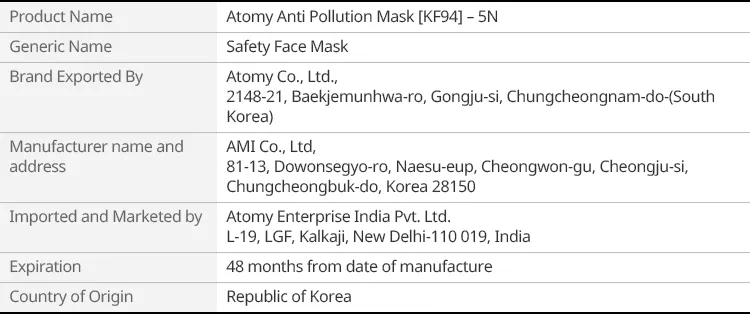 Product Name Atomy Anti Pollution Mask [KF94] – 5N
Generic Name Safety Face Mask
Brand Exported By Atomy Co., Ltd.,
2148-21, Baekjemunhwa-ro, Gongju-si, Chungcheongnam-do-(South
Korea)
Manufacturer name and AMI Co., Ltd,
address 81-13, Dowonsegyo-ro, Naesu-eup, Cheongwon-gu, Cheongju-si,
Chungcheongbuk-do, Korea 28150
Imported and Marketed by Atomy Enterprise India Pvt. Ltd.
L-19, LGF, Kalkaji, New Delhi-110 019, India
Expiration 48 months from date of manufacture
Country of Origin Republic of Korea